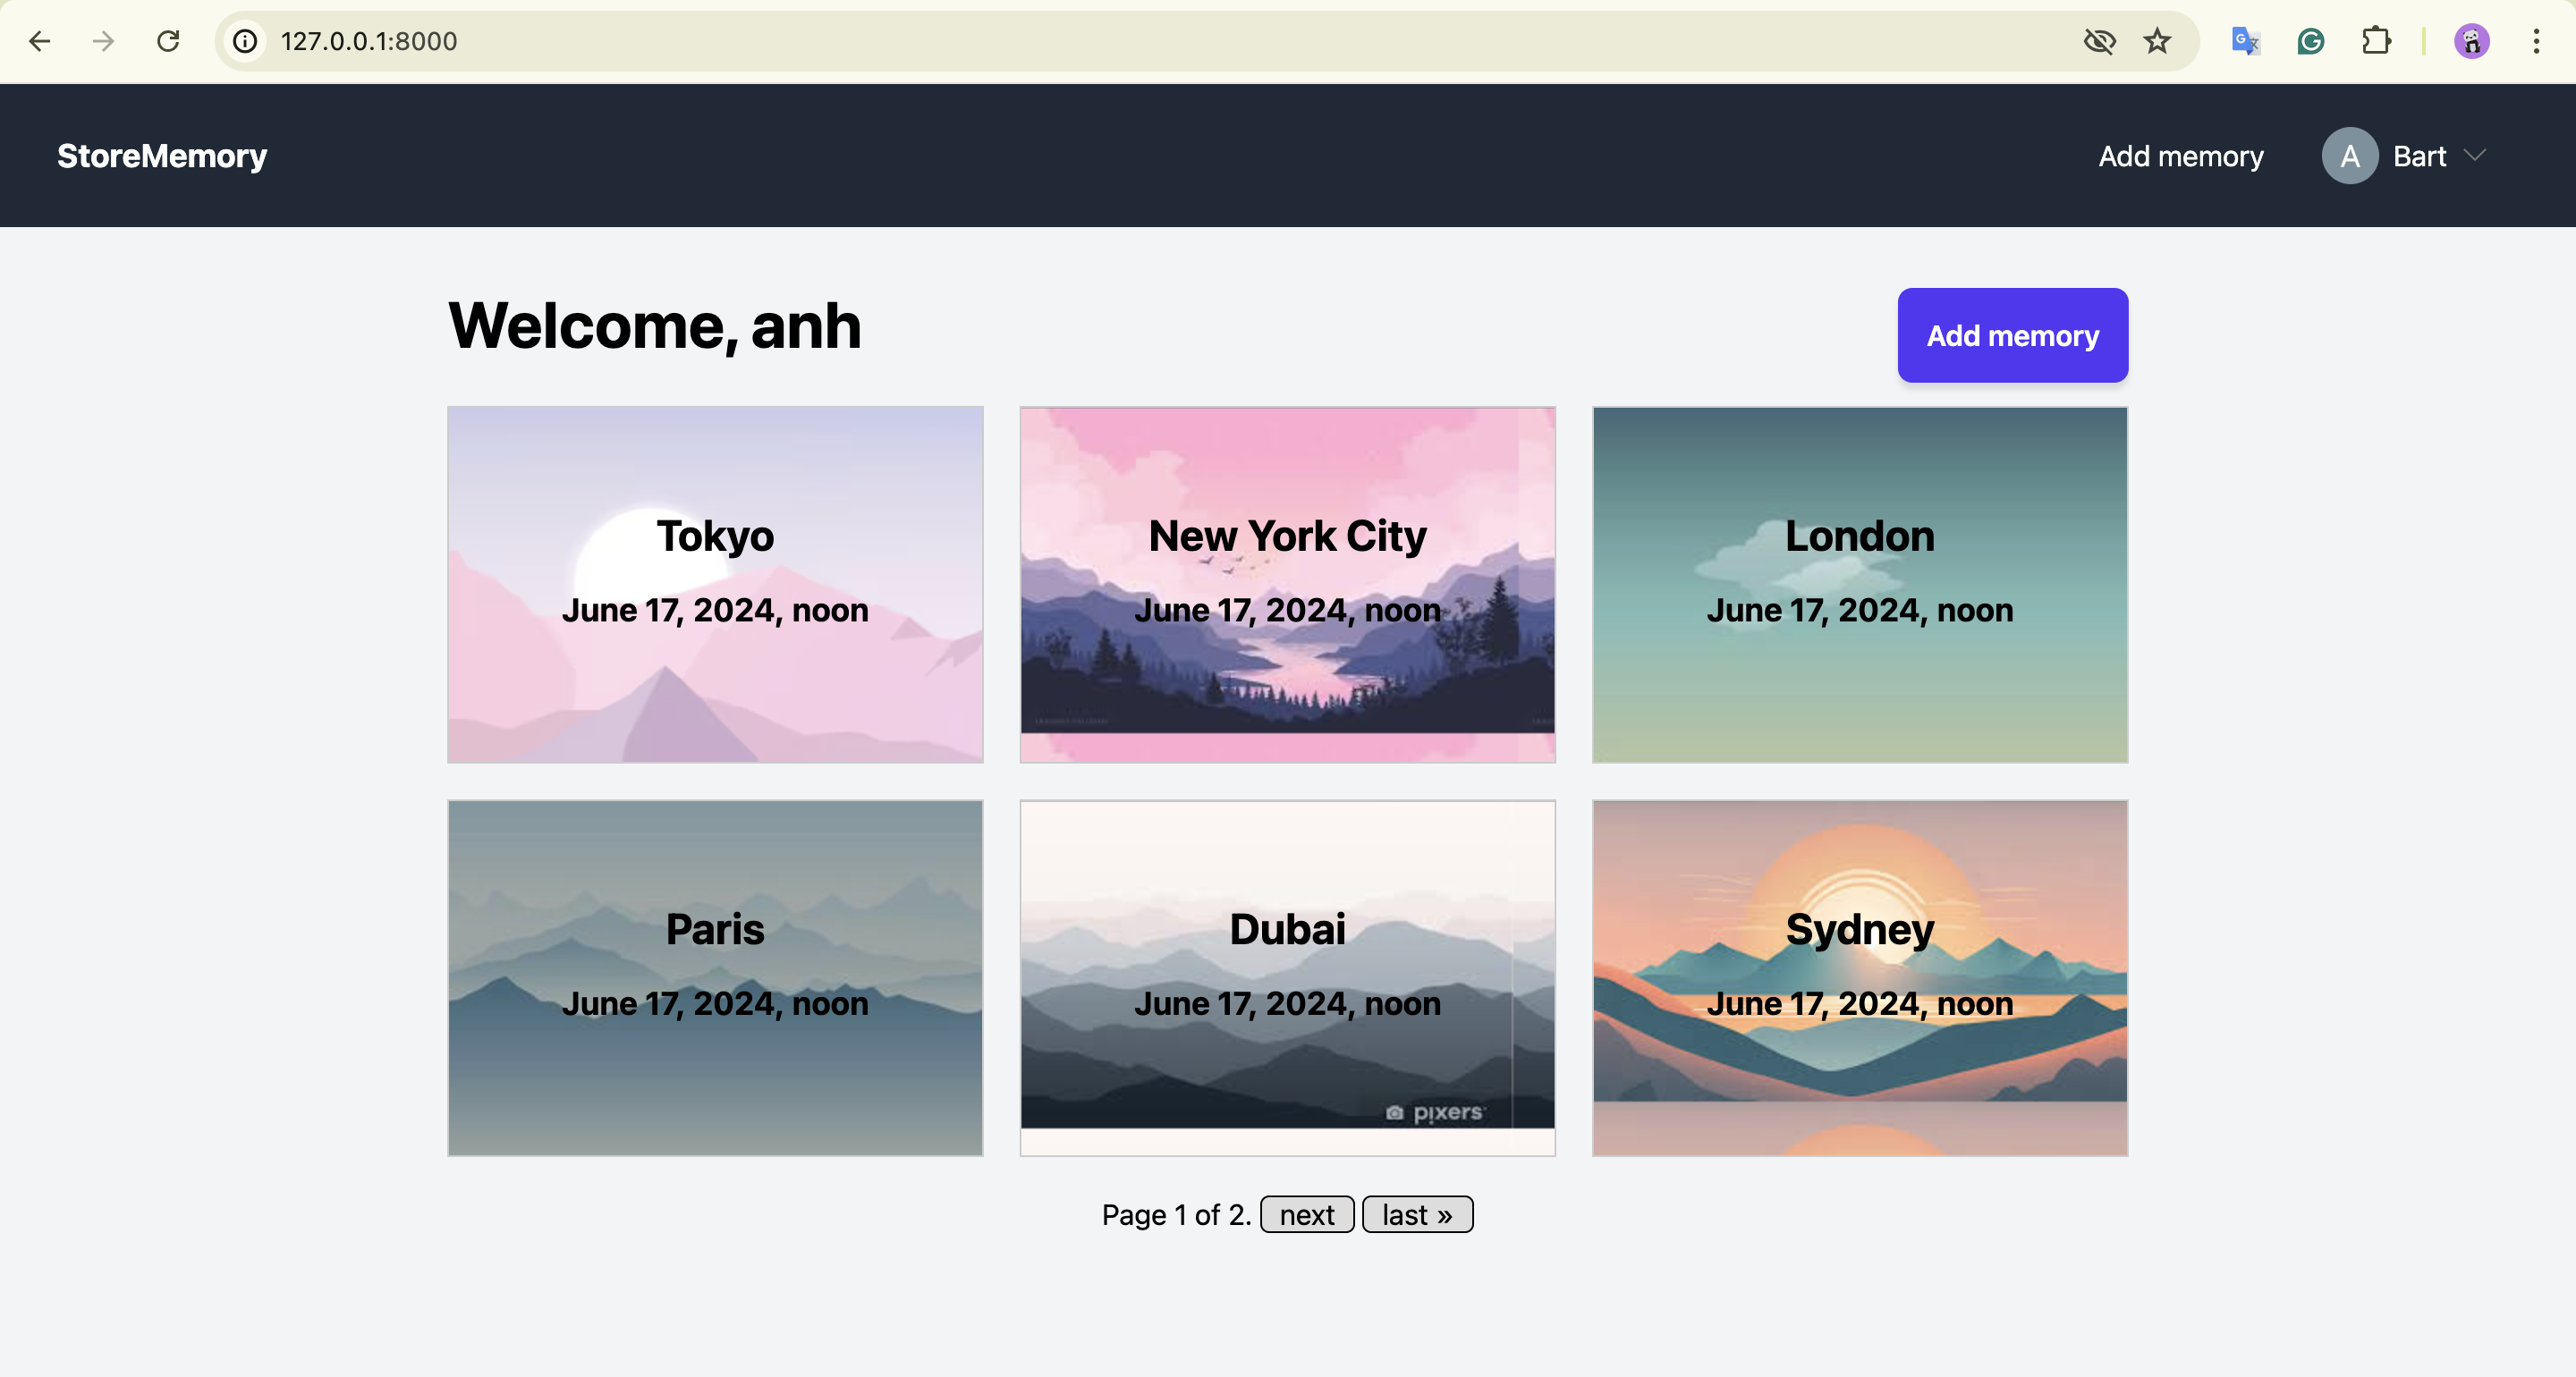 127.0.0.1:8000
StoreMemory
Add memory
A
Bart
Welcome, anh
Add memory
Tokyo
June 17, 2024, noon
New York City
June 17, 2024, noon
London
June 17, 2024, noon
Paris
June 17, 2024, noon
Dubai
June 17, 2024, noon
pixers
Sydney
June 17, 2024, noon
Page 1 of 2. next last »